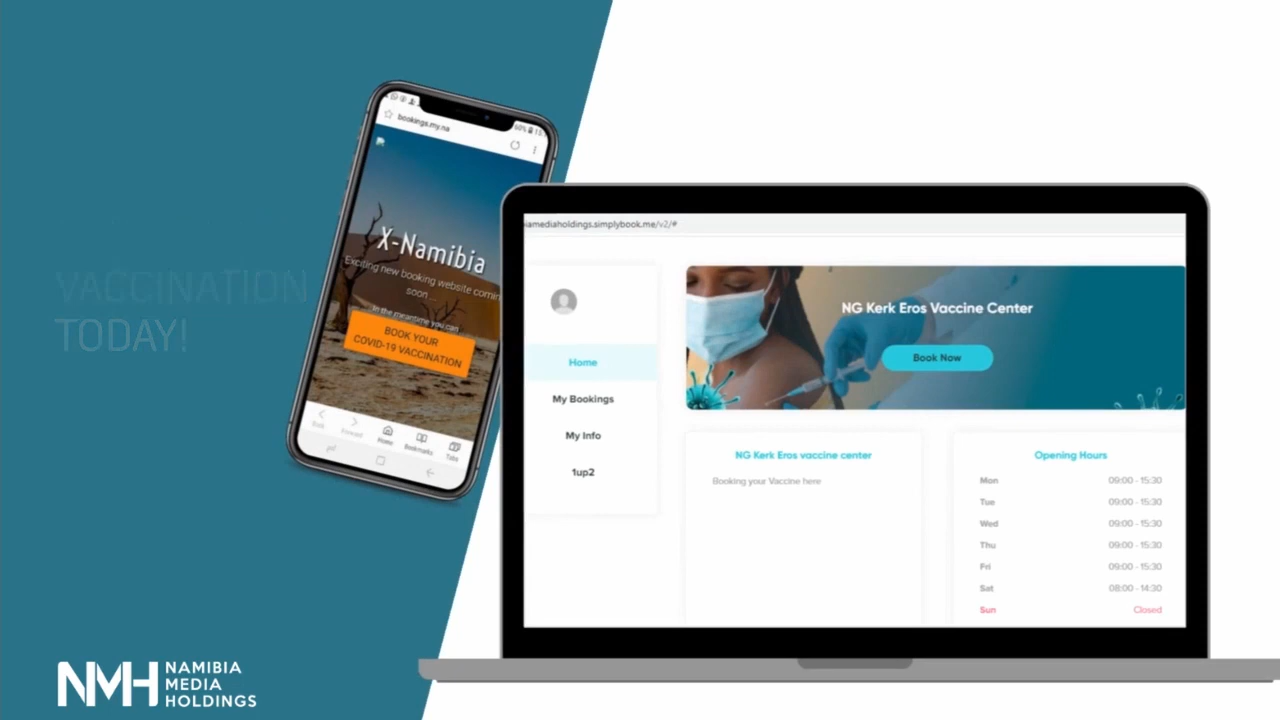 VACCINATION
TODAY!
bookings.my.na
60%
X-Namibia
Exciting new booking website comin
soon ...
In the meantime you can
BOOK YOUR
COVID-19 VACCINATION
Back
Forward
Home
Bookmarks
Tabs
iamediaholdings.simplybook.me/v2/#
Home
My Bookings
My Info
1up2
NG Kerk Eros Vaccine Center
Book Now
NG Kerk Eros vaccine center
Booking your Vaccine here
Opening Hours
Mon 09:00 - 15:30
Tue 09:00 - 15:30
Wed 09:00 - 15:30
Thu 09:00 - 15:30
Fri 09:00 - 15:30
Sat 08:00 - 14:30
Sun Closed
NMH NAMIBIA
MEDIA
HOLDINGS